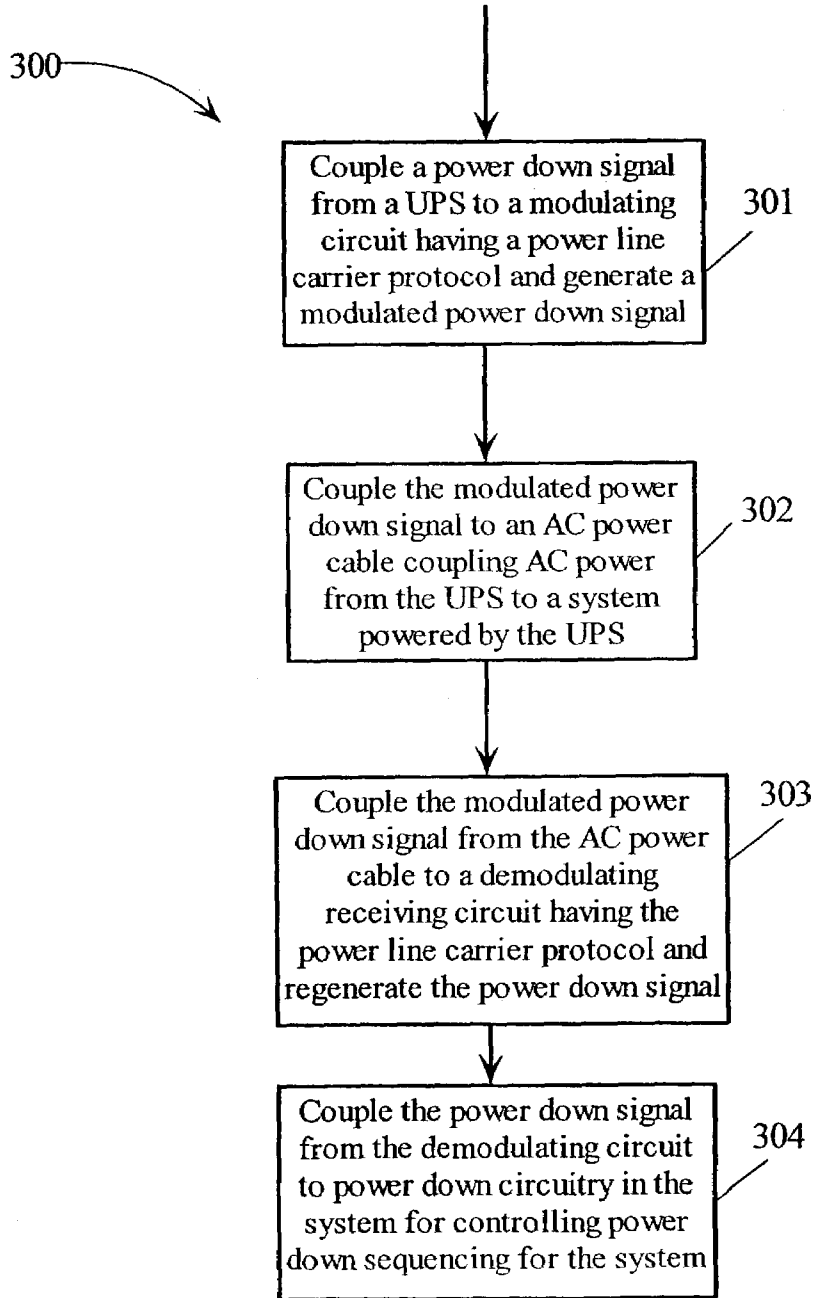 300
Couple a power down signal
from a UPS to a modulating
circuit having a power line
carrier protocol and generate a
modulated power down signal
301
Couple the modulated power
down signal to an AC power
cable coupling AC power
from the UPS to a system
powered by the UPS
302
Couple the modulated power
down signal from the AC power
cable to a demodulating
receiving circuit having the
power line carrier protocol and
regenerate the power down signal
303
Couple the power down signal
from the demodulating circuit
to power down circuitry in the
system for controlling power
down sequencing for the system
304